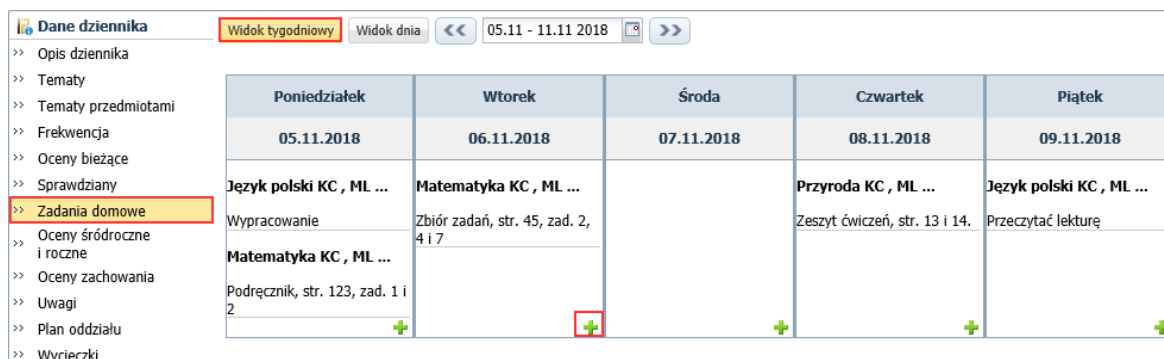 Dane dziennika
>> Opis dziennika
>> Tematy
>> Tematy przedmiotami
>> Frekwencja
>> Oceny bieżące
>> Sprawdziany
>> Zadania domowe
>> Oceny śródroczne
i roczne
>> Oceny zachowania
>> Uwagi
>> Plan oddziału
>> Wycieczki
Widok tygodniowy Widok dnia << 05.11 - 11.11 2018 >>
Poniedziałek Wtorek Środa Czwartek Piątek
05.11.2018 06.11.2018 07.11.2018 08.11.2018 09.11.2018
Język polski KC , ML ...
Wypracowanie
Matematyka KC , ML ...
Podręcznik, str. 123, zad. 1 i
2
Matematyka KC , ML ...
Zbiór zadań, str. 45, zad. 2,
4 i 7
Przyroda KC , ML ...
Zeszyt ćwiczeń, str. 13 i 14.
Język polski KC , ML ...
Przeczytać lekturę